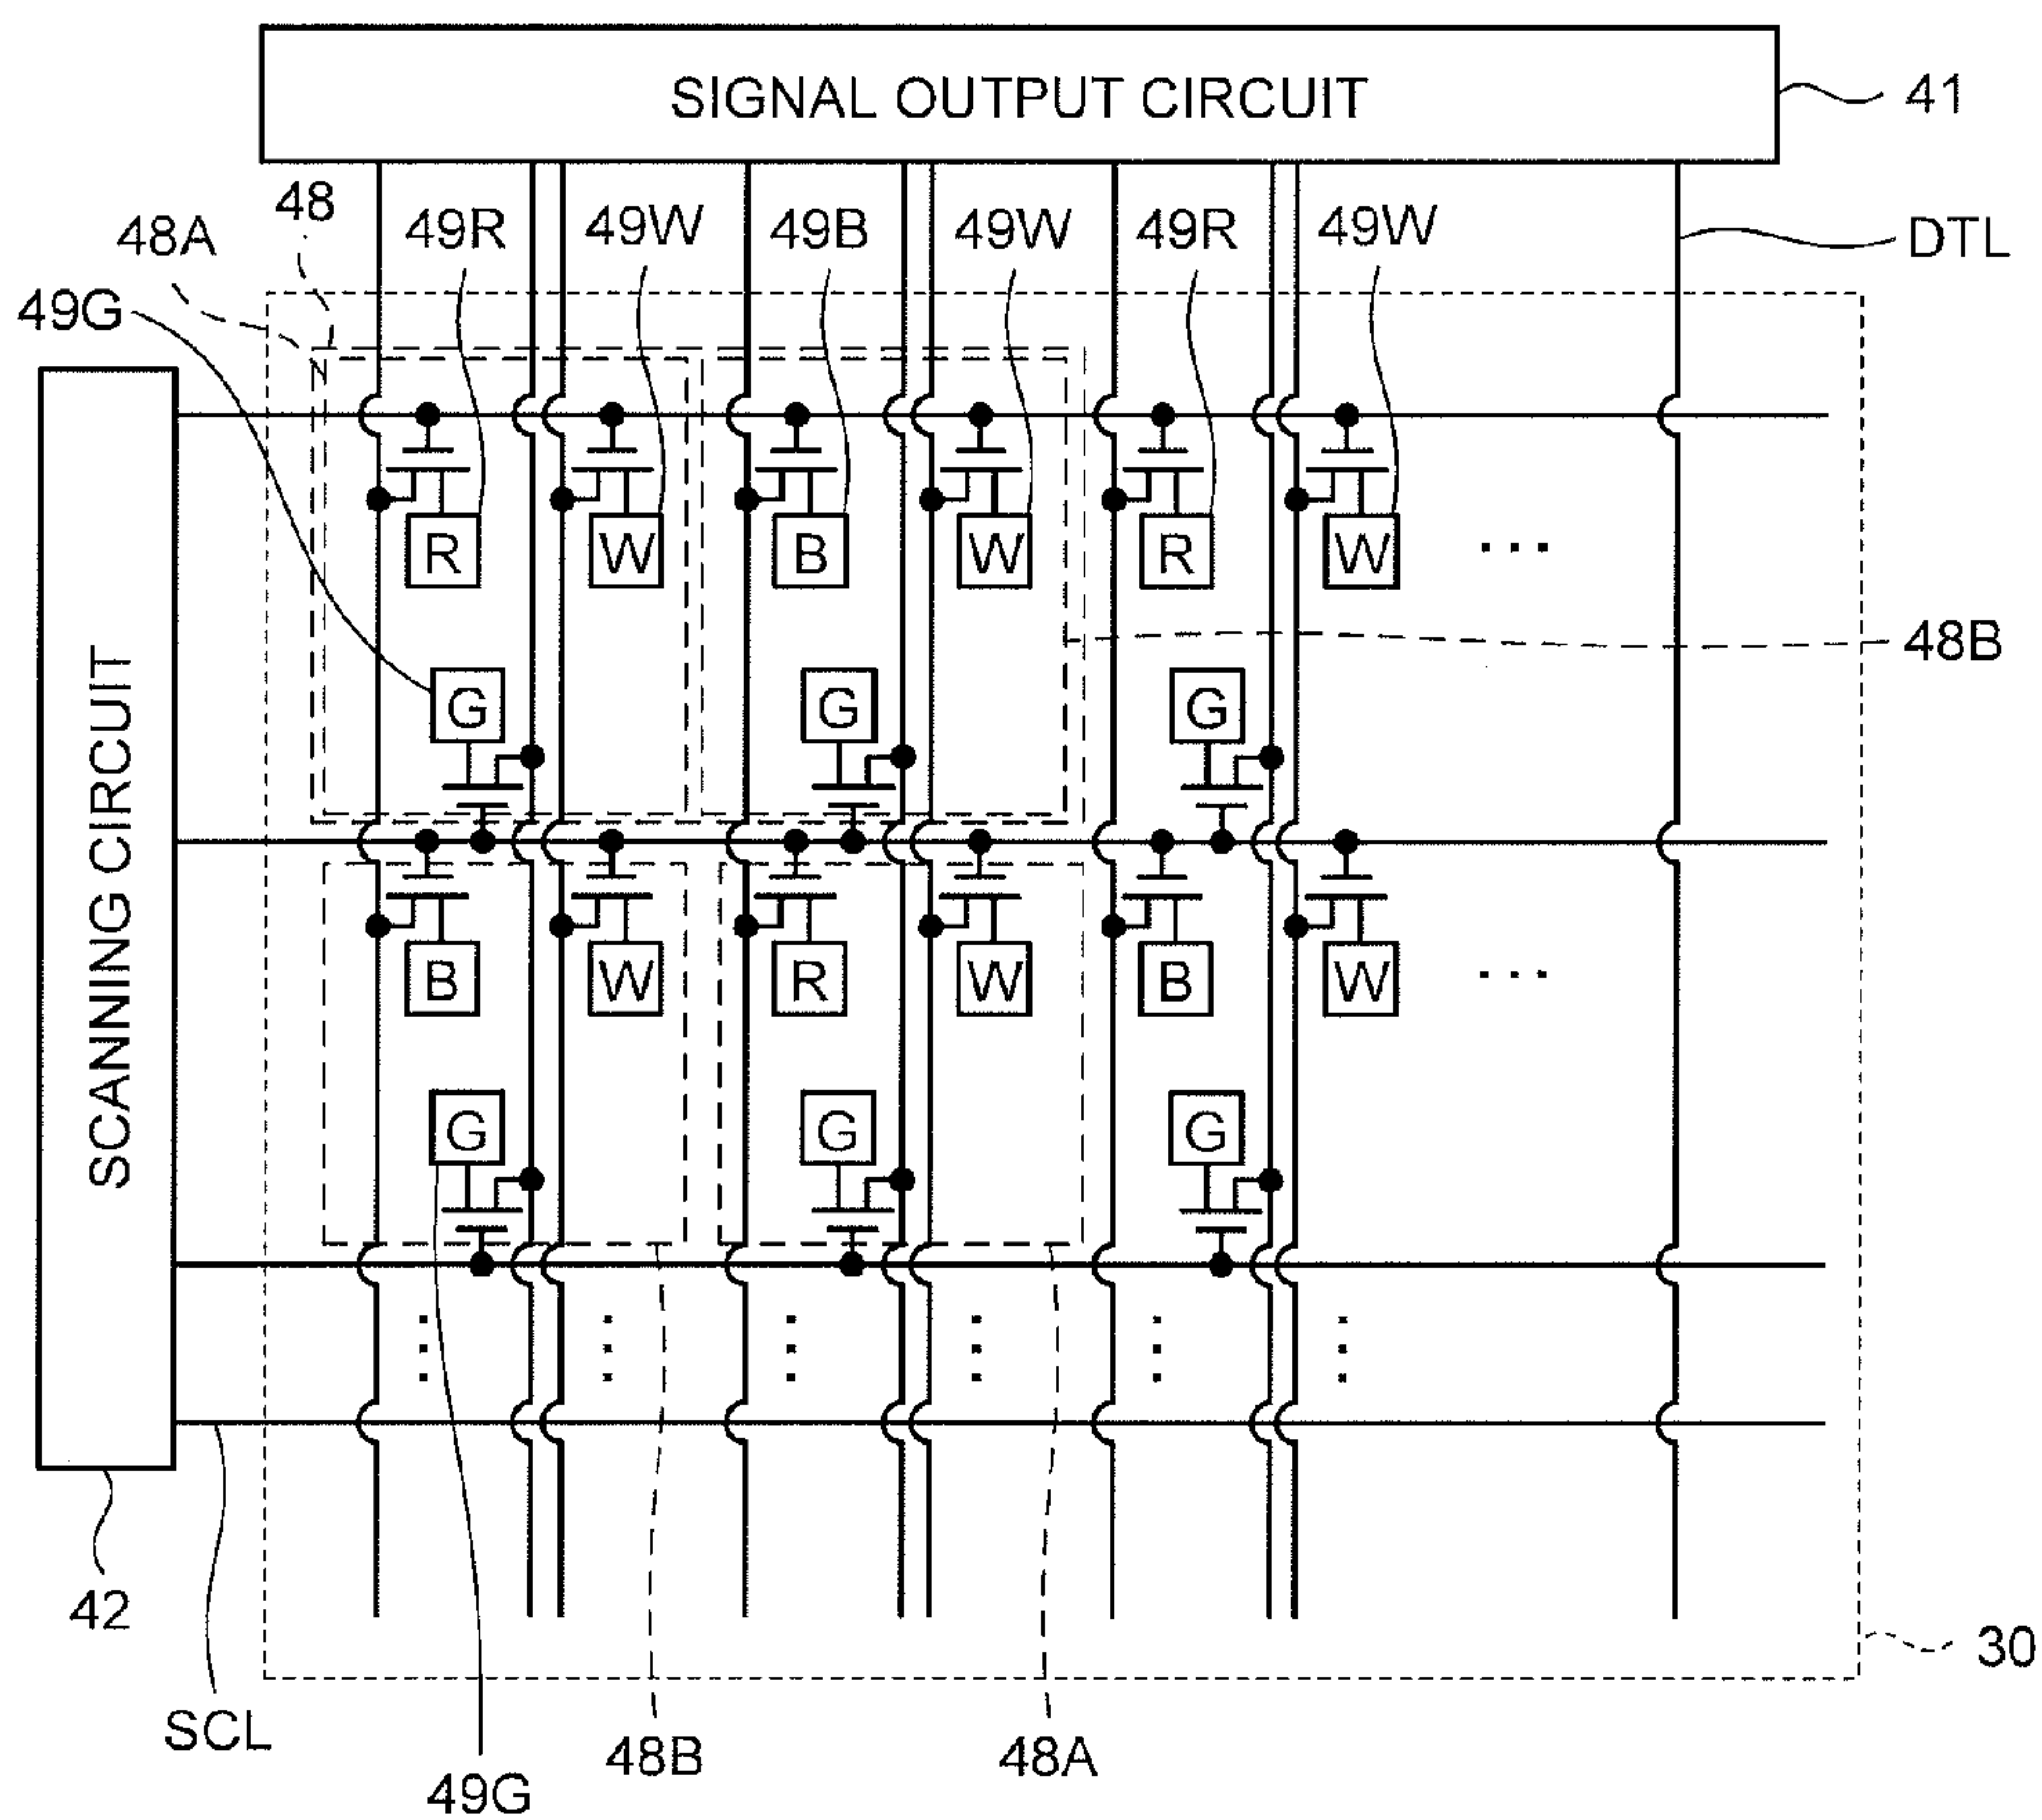 SIGNAL OUTPUT CIRCUIT
41
48
48A
49R
49W
49B
49W
49R
49W
DTL
49G
R
W
B
W
R
W
...
48B
G
G
G
SCANNING CIRCUIT
B
W
R
W
B
W
...
G
G
G
42
30
SCL
48B
48A
49G